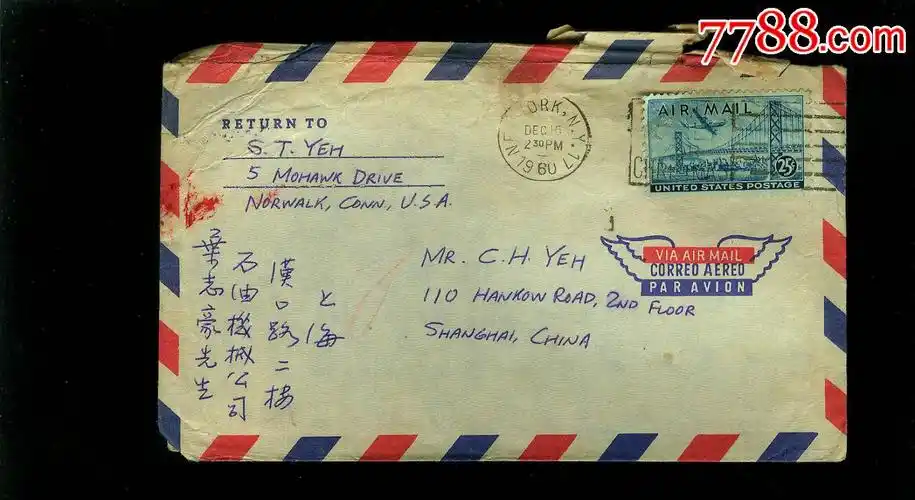 7788.com
RETURN TO
S. T. YEH
5 MOHAWK DRIVE
NORWALK, CONN, U.S.A.
YORK, N.Y.
DEC 16
2 30 PM
1960
AIR MAIL
25¢
UNITED STATES POSTAGE
VIA AIR MAIL
CORREO AEREO
PAR AVION
MR. C. H. YEH
110 HANKOW ROAD, 2ND FLOOR
SHANGHAI, CHINA
上海
漢口路二楼
石油機械公司
葉志豪先生